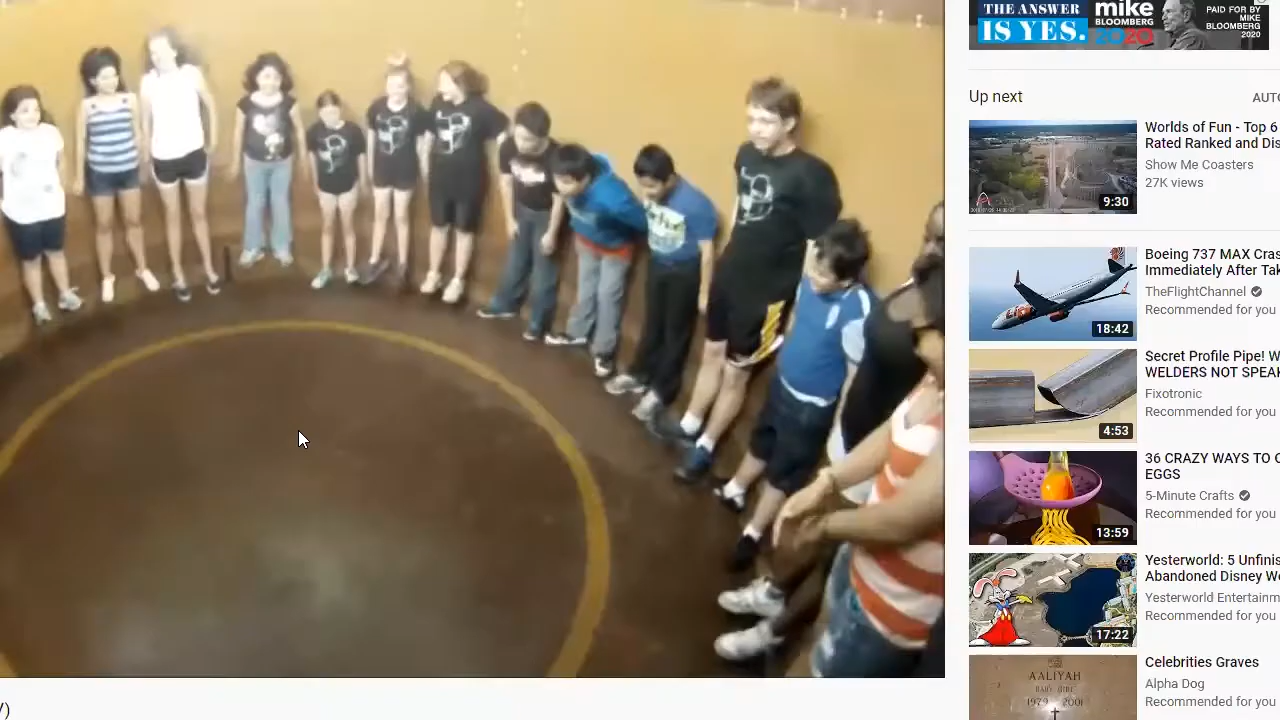 THE ANSWER
IS YES.
mike
BLOOMBERG
2020
PAID FOR BY
MIKE
BLOOMBERG
2020
Up next
AUTO
Worlds of Fun - Top 6
Rated Ranked and Dis
Show Me Coasters
27K views
9:30
Boeing 737 MAX Cras
Immediately After Tak
TheFlightChannel
Recommended for you
18:42
Secret Profile Pipe! W
WELDERS NOT SPEAK
Fixotronic
Recommended for you
4:53
36 CRAZY WAYS TO C
EGGS
5-Minute Crafts
Recommended for you
13:59
Yesterworld: 5 Unfinis
Abandoned Disney Wo
Yesterworld Entertainm
Recommended for you
17:22
Celebrities Graves
Alpha Dog
Recommended for you
AALIYAH
1979 2001